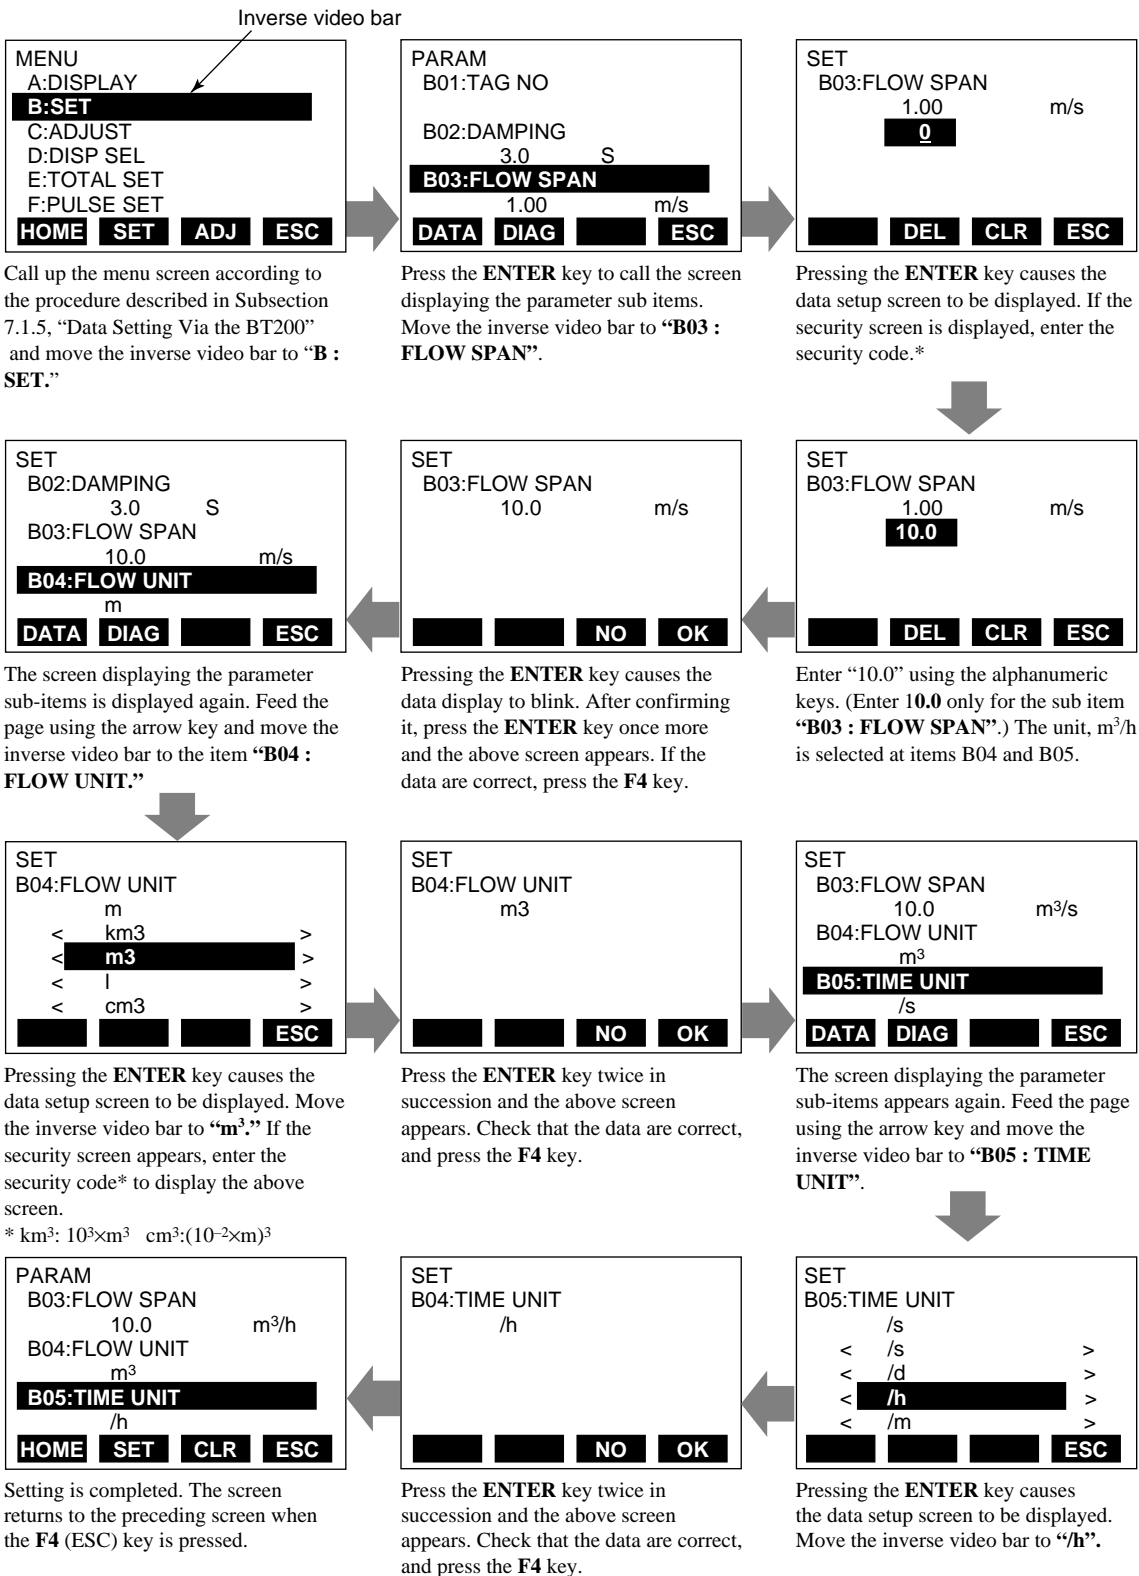 Inverse video bar
MENU
A:DISPLAY
B:SET
C:ADJUST
D:DISP SEL
E:TOTAL SET
F:PULSE SET
HOME SET ADJ ESC
Call up the menu screen according to
the procedure described in Subsection
7.1.5, “Data Setting Via the BT200”
and move the inverse video bar to “B :
SET.”
PARAM
B01:TAG NO
B02:DAMPING
3.0 S
B03:FLOW SPAN
1.00 m/s
DATA DIAG ESC
Press the ENTER key to call the screen
displaying the parameter sub items.
Move the inverse video bar to “B03 :
FLOW SPAN”.
SET
B03:FLOW SPAN
1.00 m/s
0
DEL CLR ESC
Pressing the ENTER key causes the
data setup screen to be displayed. If the
security screen is displayed, enter the
security code.*
SET
B03:FLOW SPAN
1.00 m/s
10.0
DEL CLR ESC
Enter “10.0” using the alphanumeric
keys. (Enter 10.0 only for the sub item
“B03 : FLOW SPAN”.) The unit, m³/h
is selected at items B04 and B05.
SET
B03:FLOW SPAN
10.0 m/s
NO OK
Pressing the ENTER key causes the
data display to blink. After confirming
it, press the ENTER key once more
and the above screen appears. If the
data are correct, press the F4 key.
SET
B02:DAMPING
3.0 S
B03:FLOW SPAN
10.0 m/s
B04:FLOW UNIT
m
DATA DIAG ESC
The screen displaying the parameter
sub-items is displayed again. Feed the
page using the arrow key and move the
inverse video bar to the item “B04 :
FLOW UNIT.”
SET
B04:FLOW UNIT
m
< km3 >
< m3 >
< l >
< cm3 >
ESC
Pressing the ENTER key causes the
data setup screen to be displayed. Move
the inverse video bar to “m³.” If the
security screen appears, enter the
security code* to display the above
screen.
* km³: 10³×m³ cm³:(10⁻²×m)³
SET
B04:FLOW UNIT
m3
NO OK
Press the ENTER key twice in
succession and the above screen
appears. Check that the data are correct,
and press the F4 key.
SET
B03:FLOW SPAN
10.0 m³/s
B04:FLOW UNIT
m³
B05:TIME UNIT
/s
DATA DIAG ESC
The screen displaying the parameter
sub-items appears again. Feed the page
using the arrow key and move the
inverse video bar to “B05 : TIME
UNIT”.
SET
B05:TIME UNIT
/s
< /s >
< /d >
< /h >
< /m >
ESC
Pressing the ENTER key causes
the data setup screen to be displayed.
Move the inverse video bar to “/h”.
SET
B04:TIME UNIT
/h
NO OK
Press the ENTER key twice in
succession and the above screen
appears. Check that the data are correct,
and press the F4 key.
PARAM
B03:FLOW SPAN
10.0 m³/h
B04:FLOW UNIT
m³
B05:TIME UNIT
/h
HOME SET CLR ESC
Setting is completed. The screen
returns to the preceding screen when
the F4 (ESC) key is pressed.